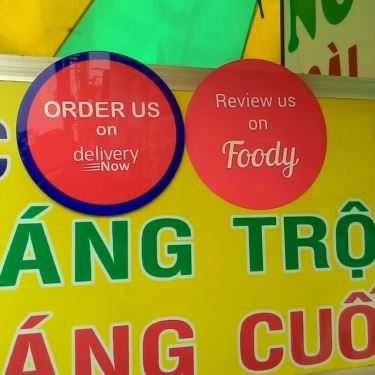 ORDER US
on
delivery
Now
Review us
on
Foody
ÁNG TRỘ
ÁNG CUỐ